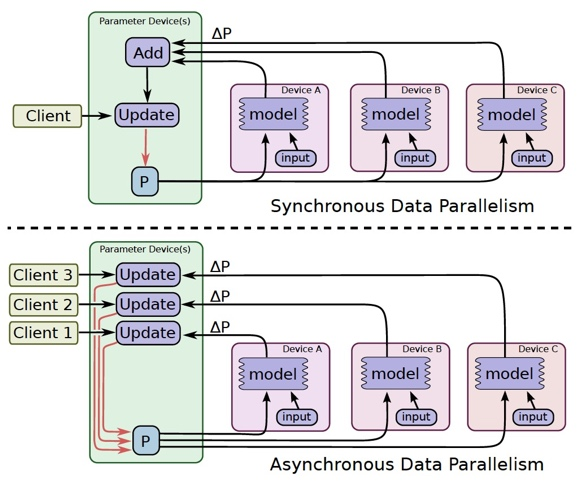 Parameter Device(s)
Add
ΔP
Client
Update
P
Device A
model
input
Device B
model
input
Device C
model
input
Synchronous Data Parallelism
Parameter Device(s)
Client 3
Update
ΔP
Client 2
Update
ΔP
Client 1
Update
ΔP
P
Device A
model
input
Device B
model
input
Device C
model
input
Asynchronous Data Parallelism